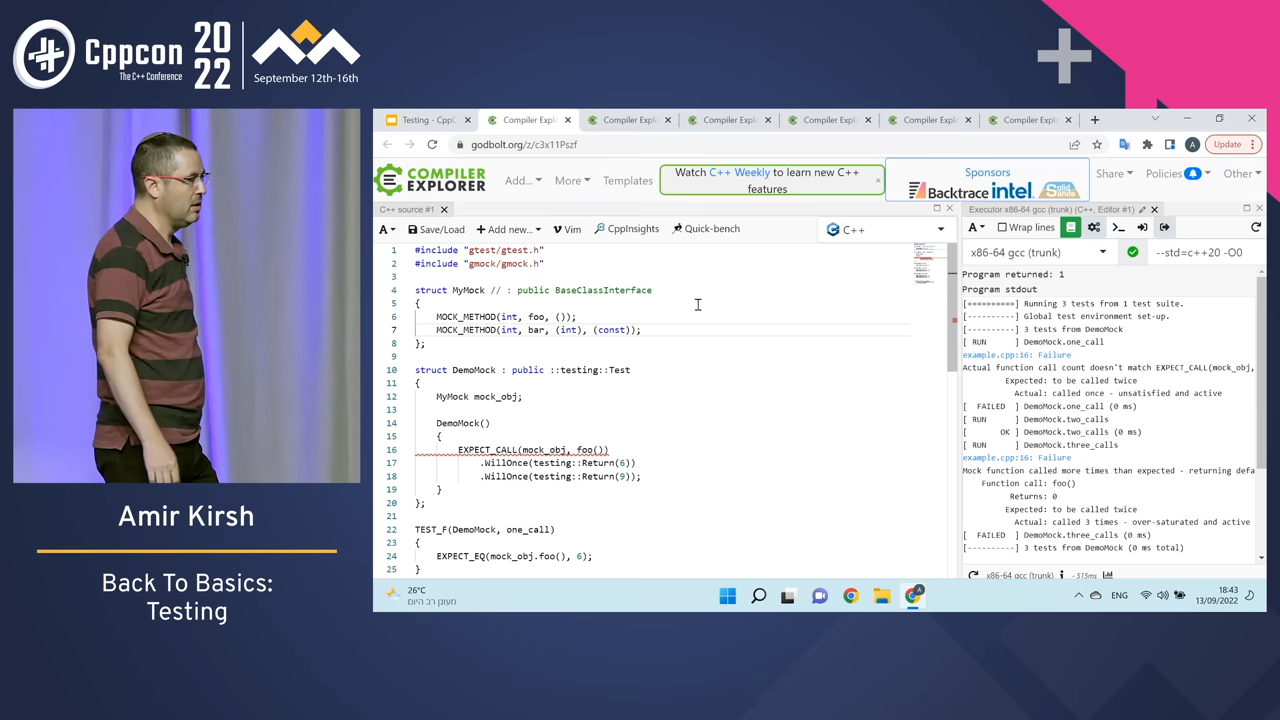 Cppcon
The C++ Conference
20
22
September 12th-16th
Amir Kirsh
Back To Basics:
Testing
Testing - CppC
Compiler Explo
Compiler Explo
Compiler Explo
Compiler Explo
Compiler Explo
Compiler Explo
godbolt.org/z/c3x11Pszf
A
Update
COMPILER
EXPLORER
Add...
More
Templates
Watch C++ Weekly to learn new C++
features
Sponsors
Backtrace
intel
Solid
Sands
Share
Policies
Other
C++ source #1
A
Save/Load
Add new...
Vim
CppInsights
Quick-bench
C++
1 #include "gtest/gtest.h"
2 #include "gmock/gmock.h"
3
4 struct MyMock // : public BaseClassInterface
5 {
6 MOCK_METHOD(int, foo, ());
7 MOCK_METHOD(int, bar, (int), (const));
8 };
9
10 struct DemoMock : public ::testing::Test
11 {
12 MyMock mock_obj;
13
14 DemoMock()
15 {
16 EXPECT_CALL(mock_obj, foo())
17 .WillOnce(testing::Return(6))
18 .WillOnce(testing::Return(9));
19 }
20 };
21
22 TEST_F(DemoMock, one_call)
23 {
24 EXPECT_EQ(mock_obj.foo(), 6);
25 }
Executor x86-64 gcc (trunk) (C++, Editor #1)
A
Wrap lines
x86-64 gcc (trunk)
--std=c++20 -O0
Program returned: 1
Program stdout
[==========] Running 3 tests from 1 test suite.
[----------] Global test environment set-up.
[----------] 3 tests from DemoMock
[ RUN ] DemoMock.one_call
example.cpp:16: Failure
Actual function call count doesn't match EXPECT_CALL(mock_obj,
Expected: to be called twice
Actual: called once - unsatisfied and active
[ FAILED ] DemoMock.one_call (0 ms)
[ RUN ] DemoMock.two_calls
[ OK ] DemoMock.two_calls (0 ms)
[ RUN ] DemoMock.three_calls
example.cpp:16: Failure
Mock function called more times than expected - returning defa
Function call: foo()
Returns: 0
Expected: to be called twice
Actual: called 3 times - over-saturated and active
[ FAILED ] DemoMock.three_calls (0 ms)
[----------] 3 tests from DemoMock (0 ms total)
x86-64 gcc (trunk)
- 515ms
26°C
מעונן רב היום
ENG
18:43
13/09/2022